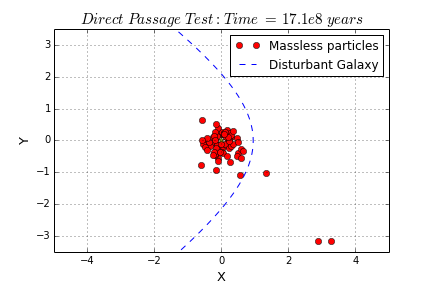 Direct Passage Test: Time = 17.1e8 years
Massless particles
Disturbant Galaxy
Y
3
2
1
0
−1
−2
−3
−4
−2
0
2
4
X